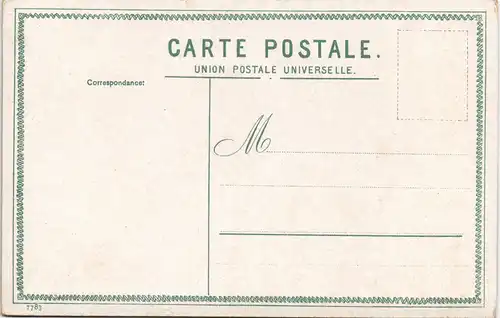 CARTE POSTALE.
UNION POSTALE UNIVERSELLE.
Correspondance:
M
7783